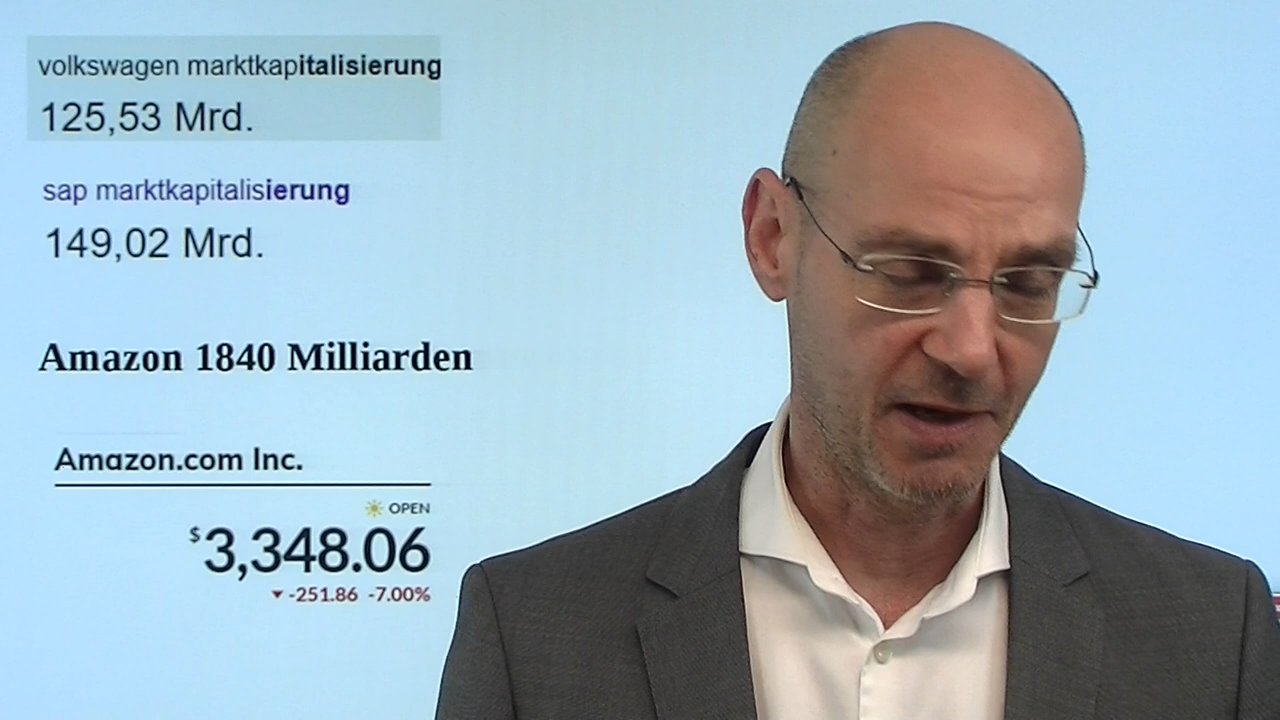 volkswagen marktkapitalisierung
125,53 Mrd.
sap marktkapitalisierung
149,02 Mrd.
Amazon 1840 Milliarden
Amazon.com Inc.
OPEN
$3,348.06
▼ -251.86 -7.00%